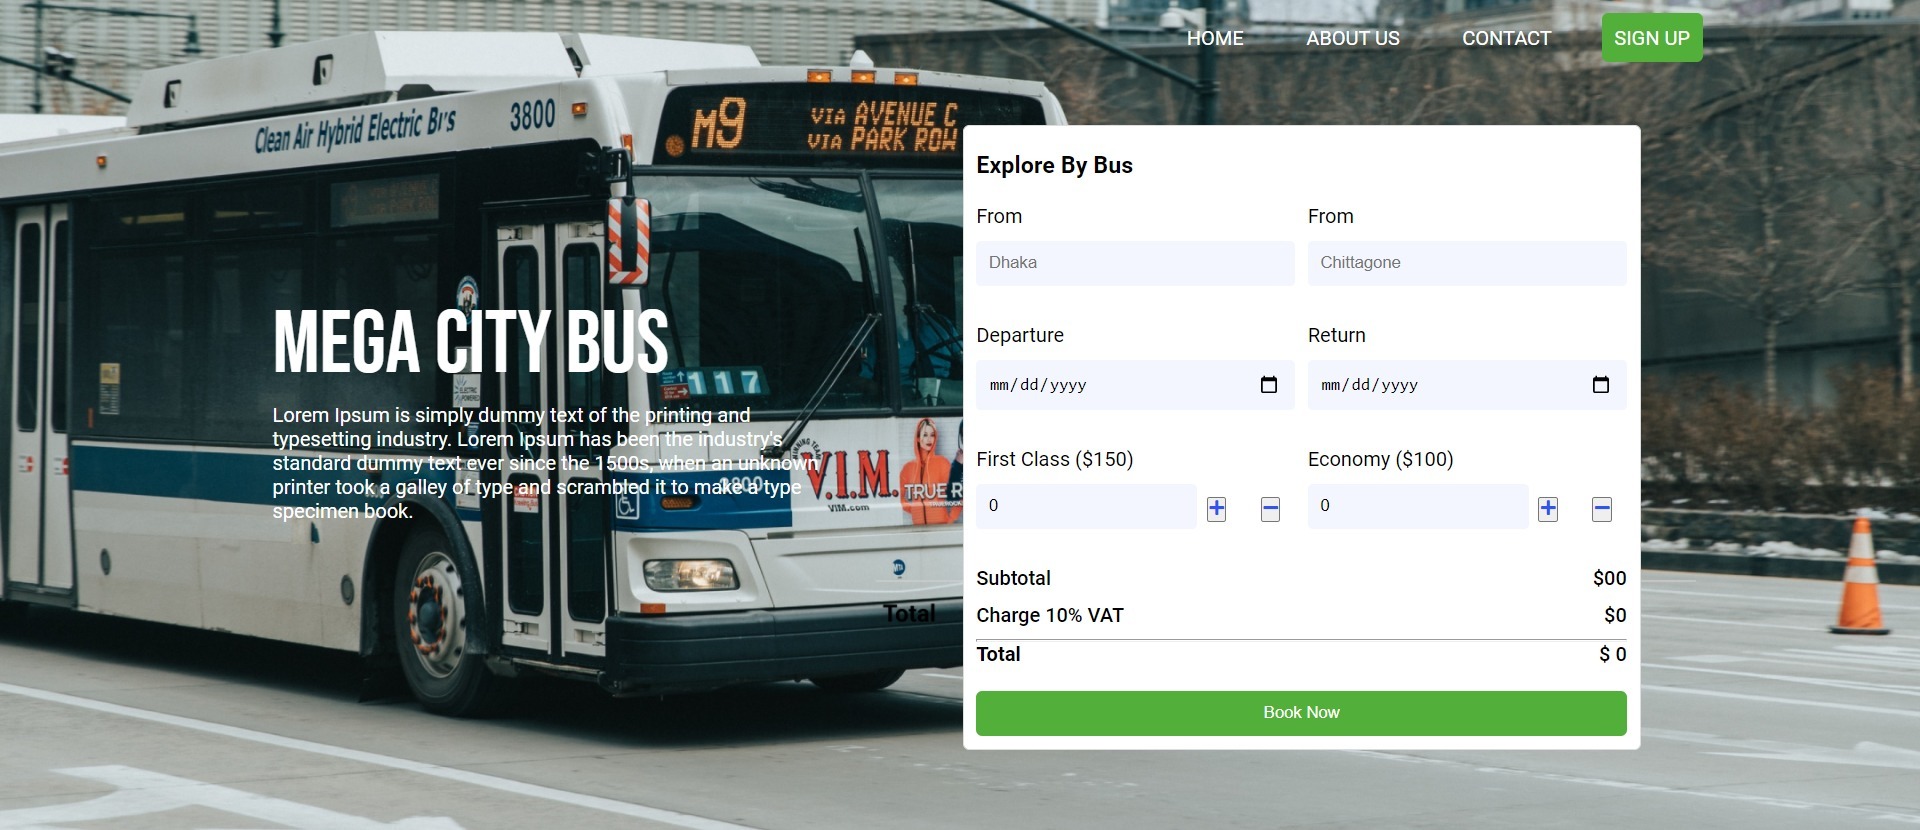 HOME ABOUT US CONTACT SIGN UP
Clean Air Hybrid Electric
3800
M9
VIA AVENUE C
VIA PARK ROW
Explore By Bus
From From
Dhaka Chittagone
MEGA CITY BUS
Departure Return
mm/dd/yyyy mm/dd/yyyy
117
Lorem Ipsum is simply dummy text of the printing and
typesetting industry. Lorem Ipsum has been the industry's
standard dummy text ever since the 1500s, when an unknown
printer took a galley of type and scrambled it to make a type
specimen book.
V.I.M.
VIM.com
TRUE R
3800
First Class ($150) Economy ($100)
0 + − 0 + −
Subtotal $00
Total
Charge 10% VAT $0
Total $ 0
Book Now